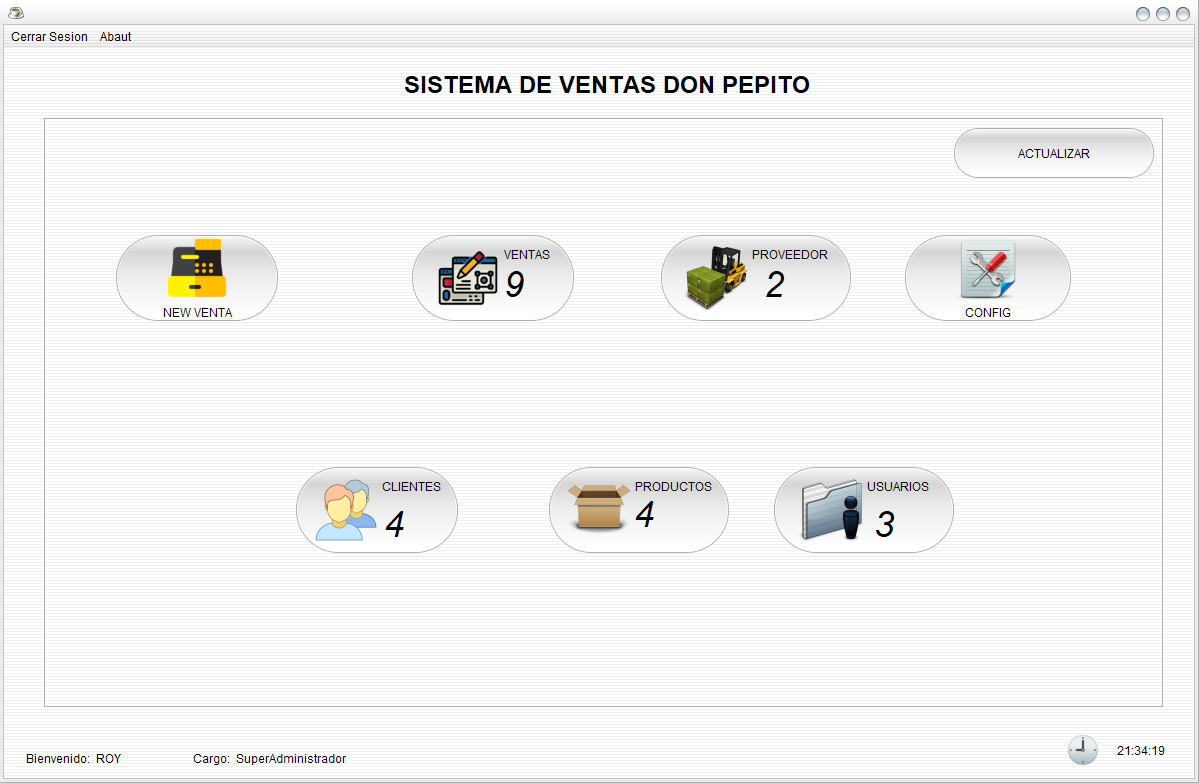 Cerrar Sesion Abaut
SISTEMA DE VENTAS DON PEPITO
ACTUALIZAR
NEW VENTA
VENTAS
9
PROVEEDOR
2
CONFIG
CLIENTES
4
PRODUCTOS
4
USUARIOS
3
Bienvenido: ROY Cargo: SuperAdministrador 21:34:19